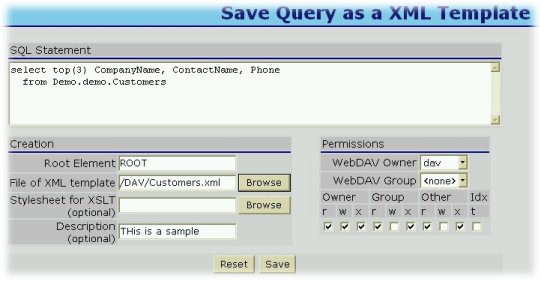 Save Query as a XML Template
SQL Statement
select top(3) CompanyName, ContactName, Phone
from Demo.demo.Customers
Creation
Root Element ROOT
File of XML template /DAV/Customers.xml Browse
Stylesheet for XSLT
(optional) Browse
Description
(optional) THis is a sample
Permissions
WebDAV Owner dav
WebDAV Group <none>
Owner Group Other Idx
r w x r w x r w x t
Reset Save